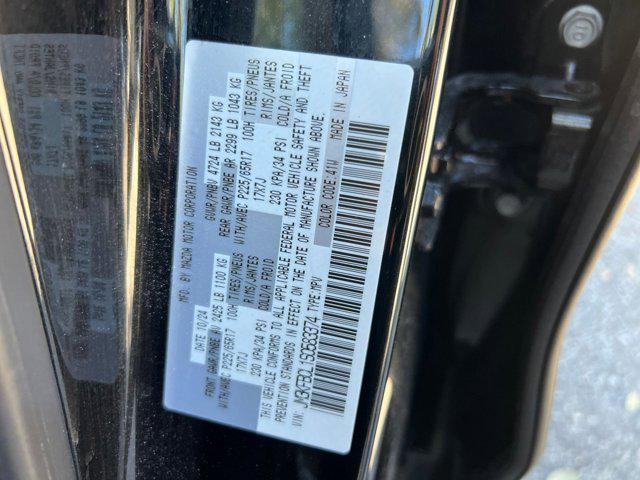 MFD. BY MAZDA MOTOR CORPORATION
DATE: 10/24 GVWR/PNBV 4724 LB 2143 KG
FRONT GAWR/PNBE AV 2425 LB 1100 KG REAR GAWR/PNBE AR 2299 LB 1043 KG
WITH/AVEC P225/65R17 100H TIRES/PNEUS WITH/AVEC P225/65R17 100H TIRES/PNEUS
17X7J RIMS/JANTES 17X7J RIMS/JANTES
230 KPA/34 PSI COLD/A FROID 230 KPA/34 PSI COLD/A FROID
THIS VEHICLE CONFORMS TO ALL APPLICABLE FEDERAL MOTOR VEHICLE SAFETY AND THEFT
PREVENTION STANDARDS IN EFFECT ON THE DATE OF MANUFACTURE SHOWN ABOVE.
VIN: TYPE: MPV COLOR CODE: 41W MADE IN JAPAN